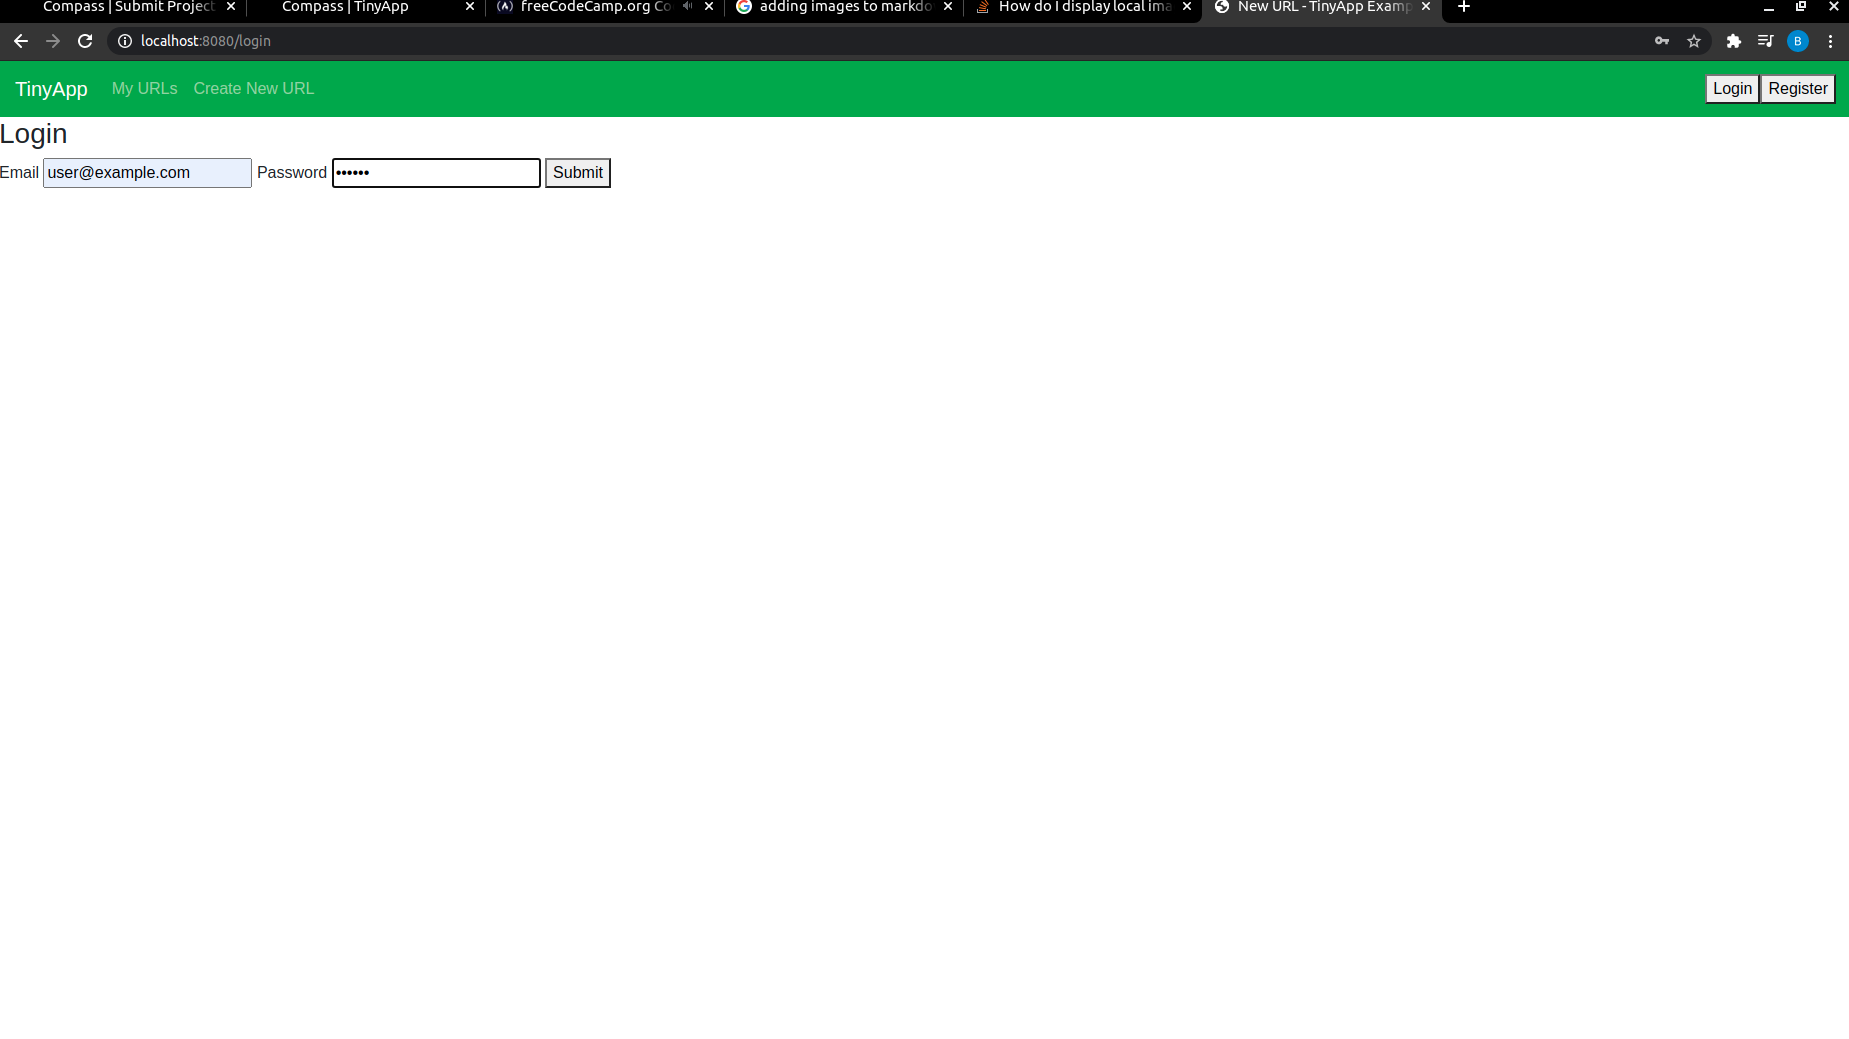 Compass | Submit Project Compass | TinyApp freeCodeCamp.org Co adding images to markdo How do I display local ima New URL - TinyApp Examp
localhost:8080/login B
TinyApp My URLs Create New URL Login Register
Login
Email user@example.com Password •••••• Submit